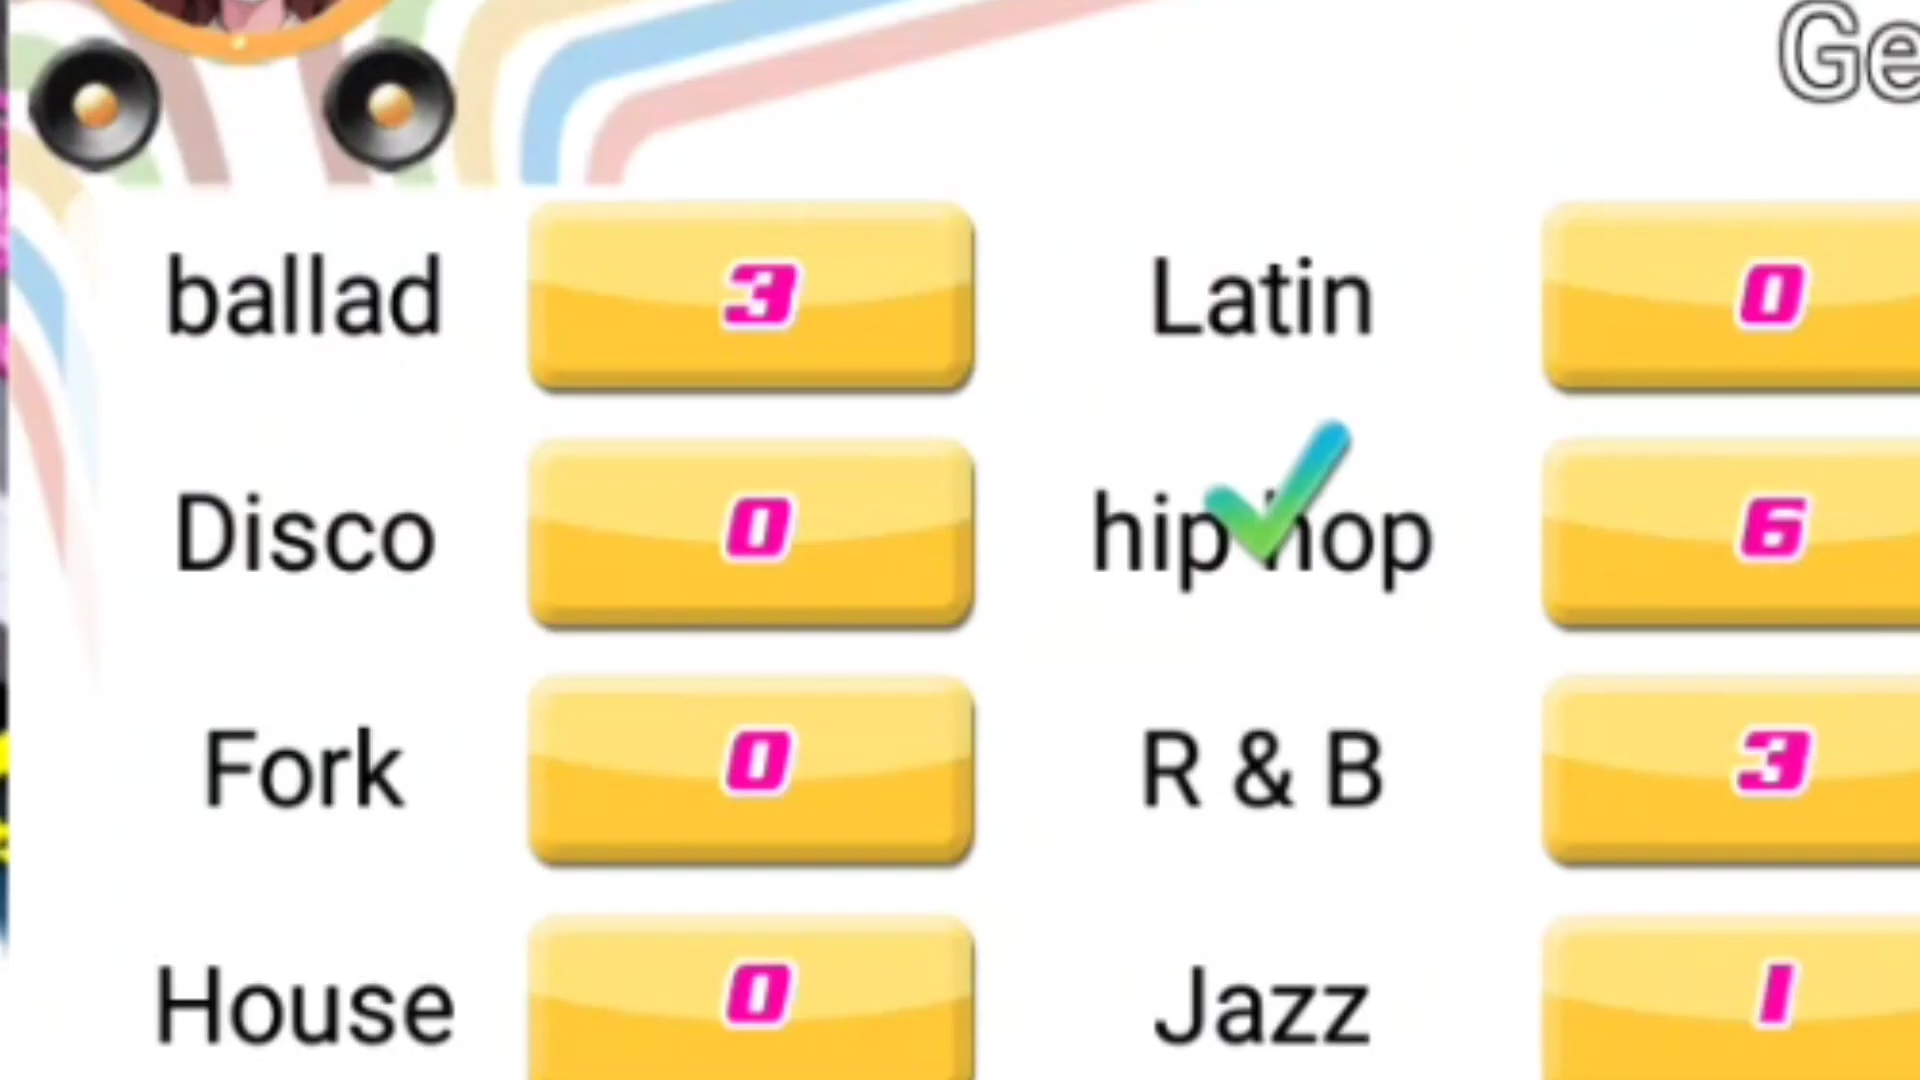 Ge
ballad 3 Latin 0
Disco 0 hip hop 6
Fork 0 R & B 3
House 0 Jazz 1